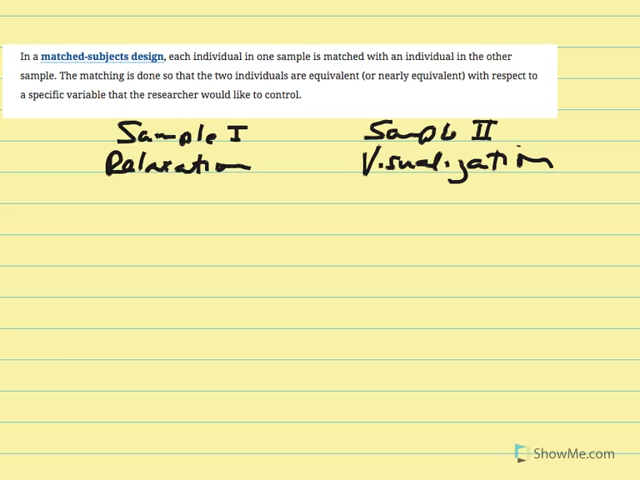 In a matched-subjects design, each individual in one sample is matched with an individual in the other
sample. The matching is done so that the two individuals are equivalent (or nearly equivalent) with respect to
a specific variable that the researcher would like to control.
Sample I Sample II
Relaxation Visualization
ShowMe.com